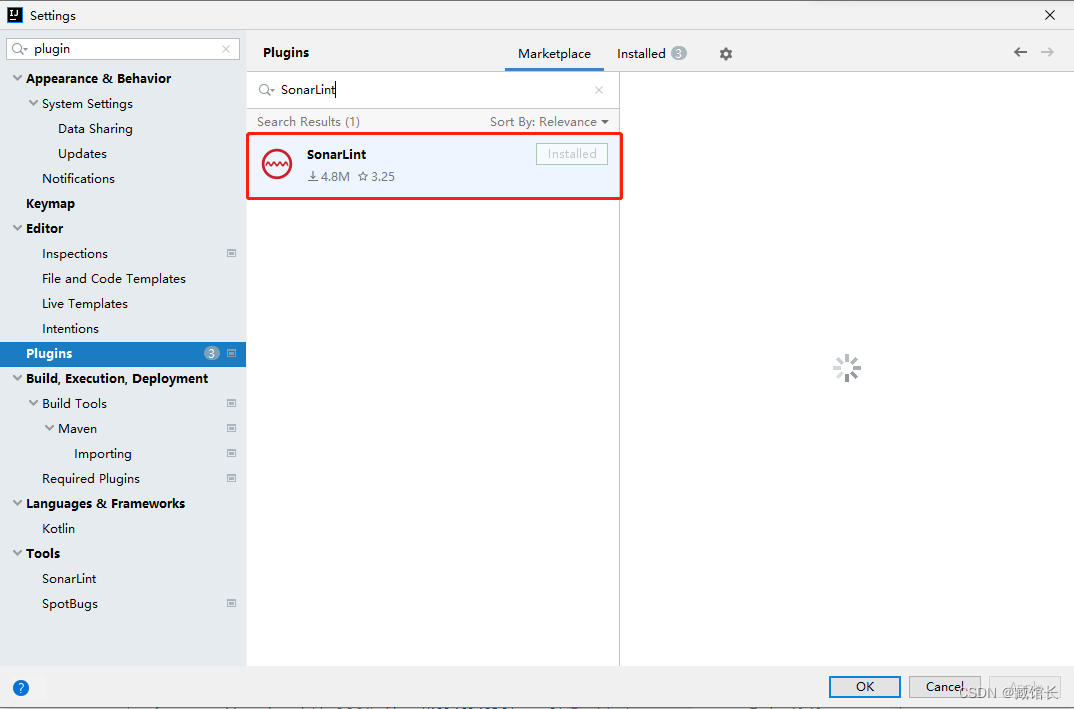 Settings
plugin
Appearance & Behavior
System Settings
Data Sharing
Updates
Notifications
Keymap
Editor
Inspections
File and Code Templates
Live Templates
Intentions
Plugins 3
Build, Execution, Deployment
Build Tools
Maven
Importing
Required Plugins
Languages & Frameworks
Kotlin
Tools
SonarLint
SpotBugs
Plugins Marketplace Installed 3
SonarLint
Search Results (1) Sort By: Relevance
SonarLint Installed
4.8M 3.25
? OK Cancel Apply
CSDN @臧馆长